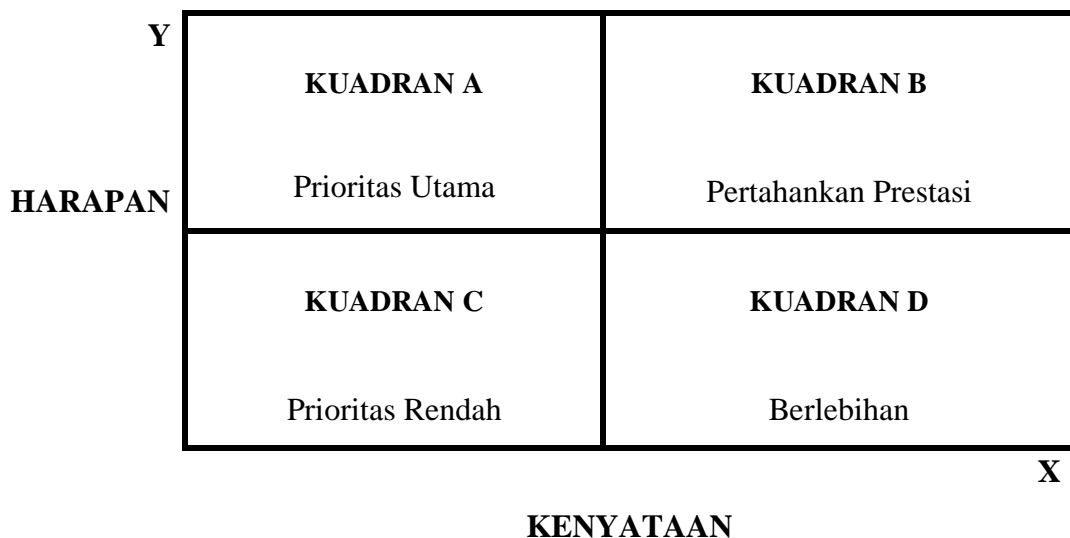 Y
KUADRAN A
KUADRAN B
Prioritas Utama
Pertahankan Prestasi
HARAPAN
KUADRAN C
KUADRAN D
Prioritas Rendah
Berlebihan
X
KENYATAAN